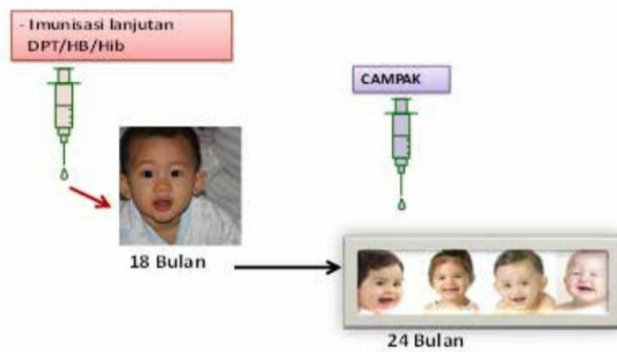 - Imunisasi lanjutan
DPT/HB/Hib
CAMPAK
18 Bulan
24 Bulan